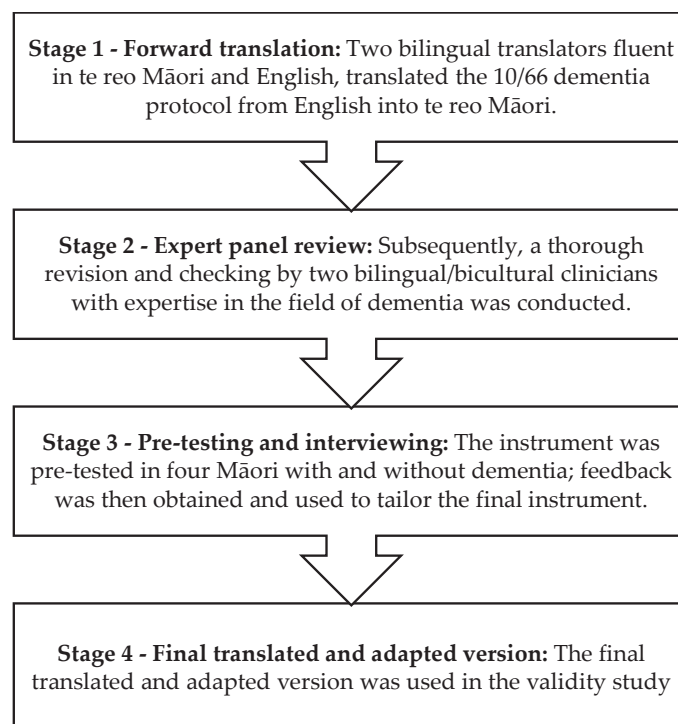 Stage 1 - Forward translation: Two bilingual translators fluent
in te reo Māori and English, translated the 10/66 dementia
protocol from English into te reo Māori.
Stage 2 - Expert panel review: Subsequently, a thorough
revision and checking by two bilingual/bicultural clinicians
with expertise in the field of dementia was conducted.
Stage 3 - Pre-testing and interviewing: The instrument was
pre-tested in four Māori with and without dementia; feedback
was then obtained and used to tailor the final instrument.
Stage 4 - Final translated and adapted version: The final
translated and adapted version was used in the validity study